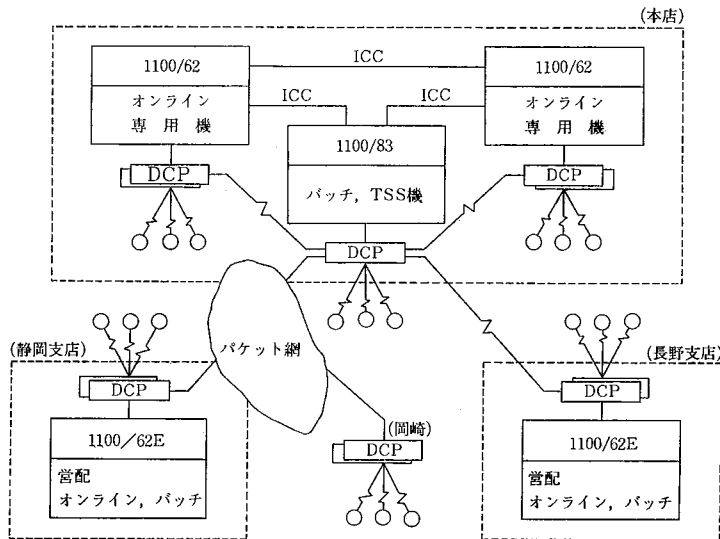 (本店)
1100/62
ICC
1100/62
オンライン
専用機
ICC
ICC
オンライン
専用機
1100/83
バッチ, TSS機
DCP
DCP
DCP
パケット網
(静岡支店)
(長野支店)
DCP
DCP
(岡崎)
DCP
1100/62E
営配
オンライン, バッチ
1100/62E
営配
オンライン, バッチ